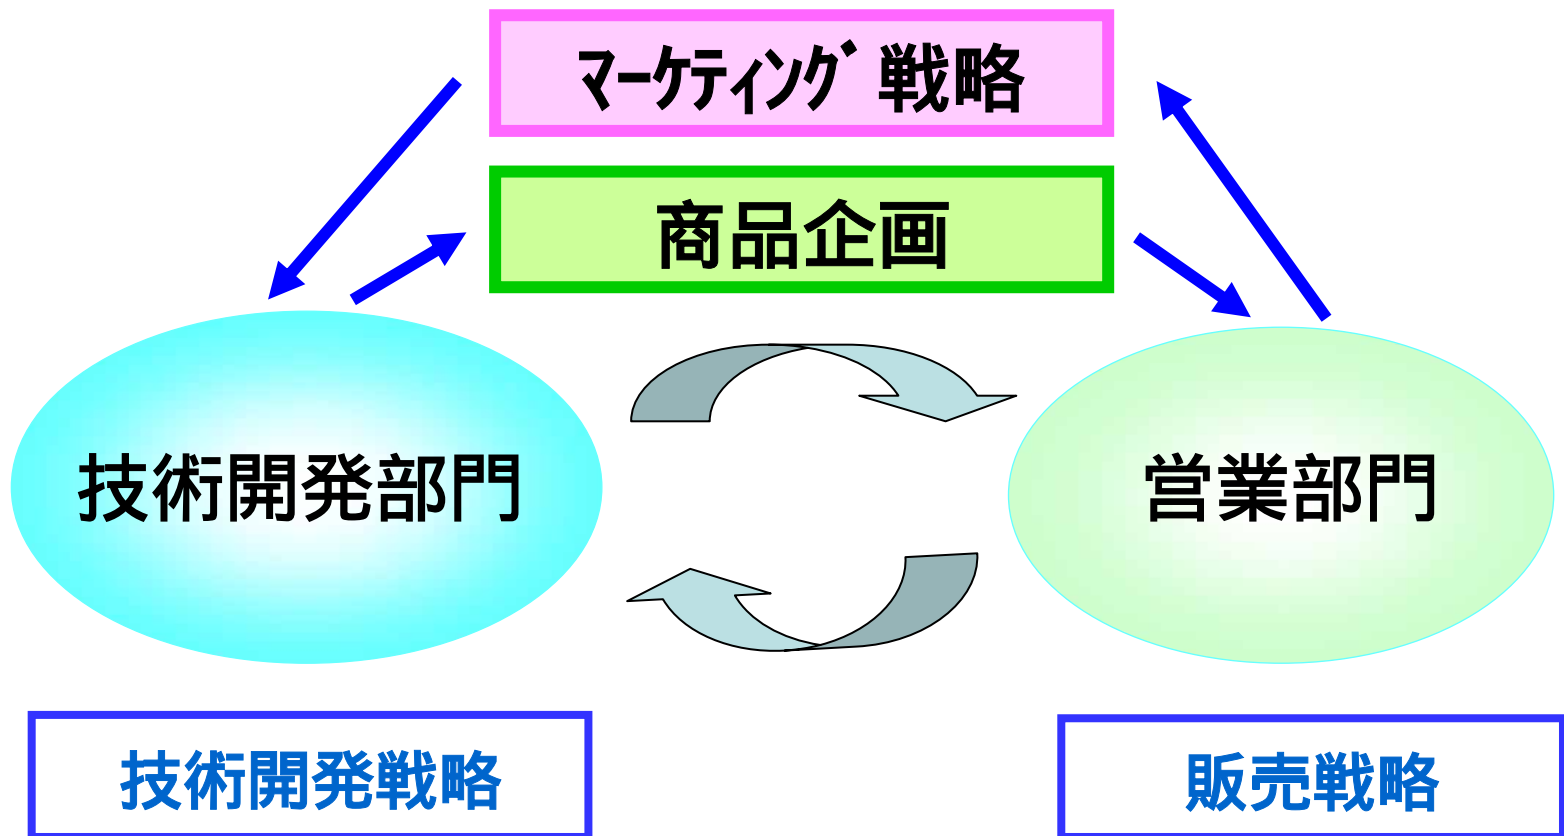 ﾏｰｹﾃｨﾝｸﾞ戦略
商品企画
技術開発部門
営業部門
技術開発戦略
販売戦略